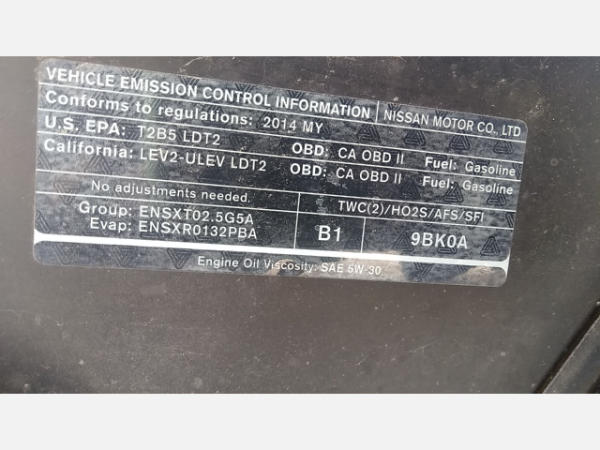 VEHICLE EMISSION CONTROL INFORMATION NISSAN MOTOR CO., LTD
Conforms to regulations: 2014 MY
U.S. EPA: T2B5 LDT2 OBD: CA OBD II Fuel: Gasoline
California: LEV2-ULEV LDT2 OBD: CA OBD II Fuel: Gasoline
No adjustments needed. TWC(2)/HO2S/AFS/SFI
Group: ENSXT02.5G5A
Evap: ENSXR0132PBA B1 9BK0A
Engine Oil Viscosity: SAE 5W-30